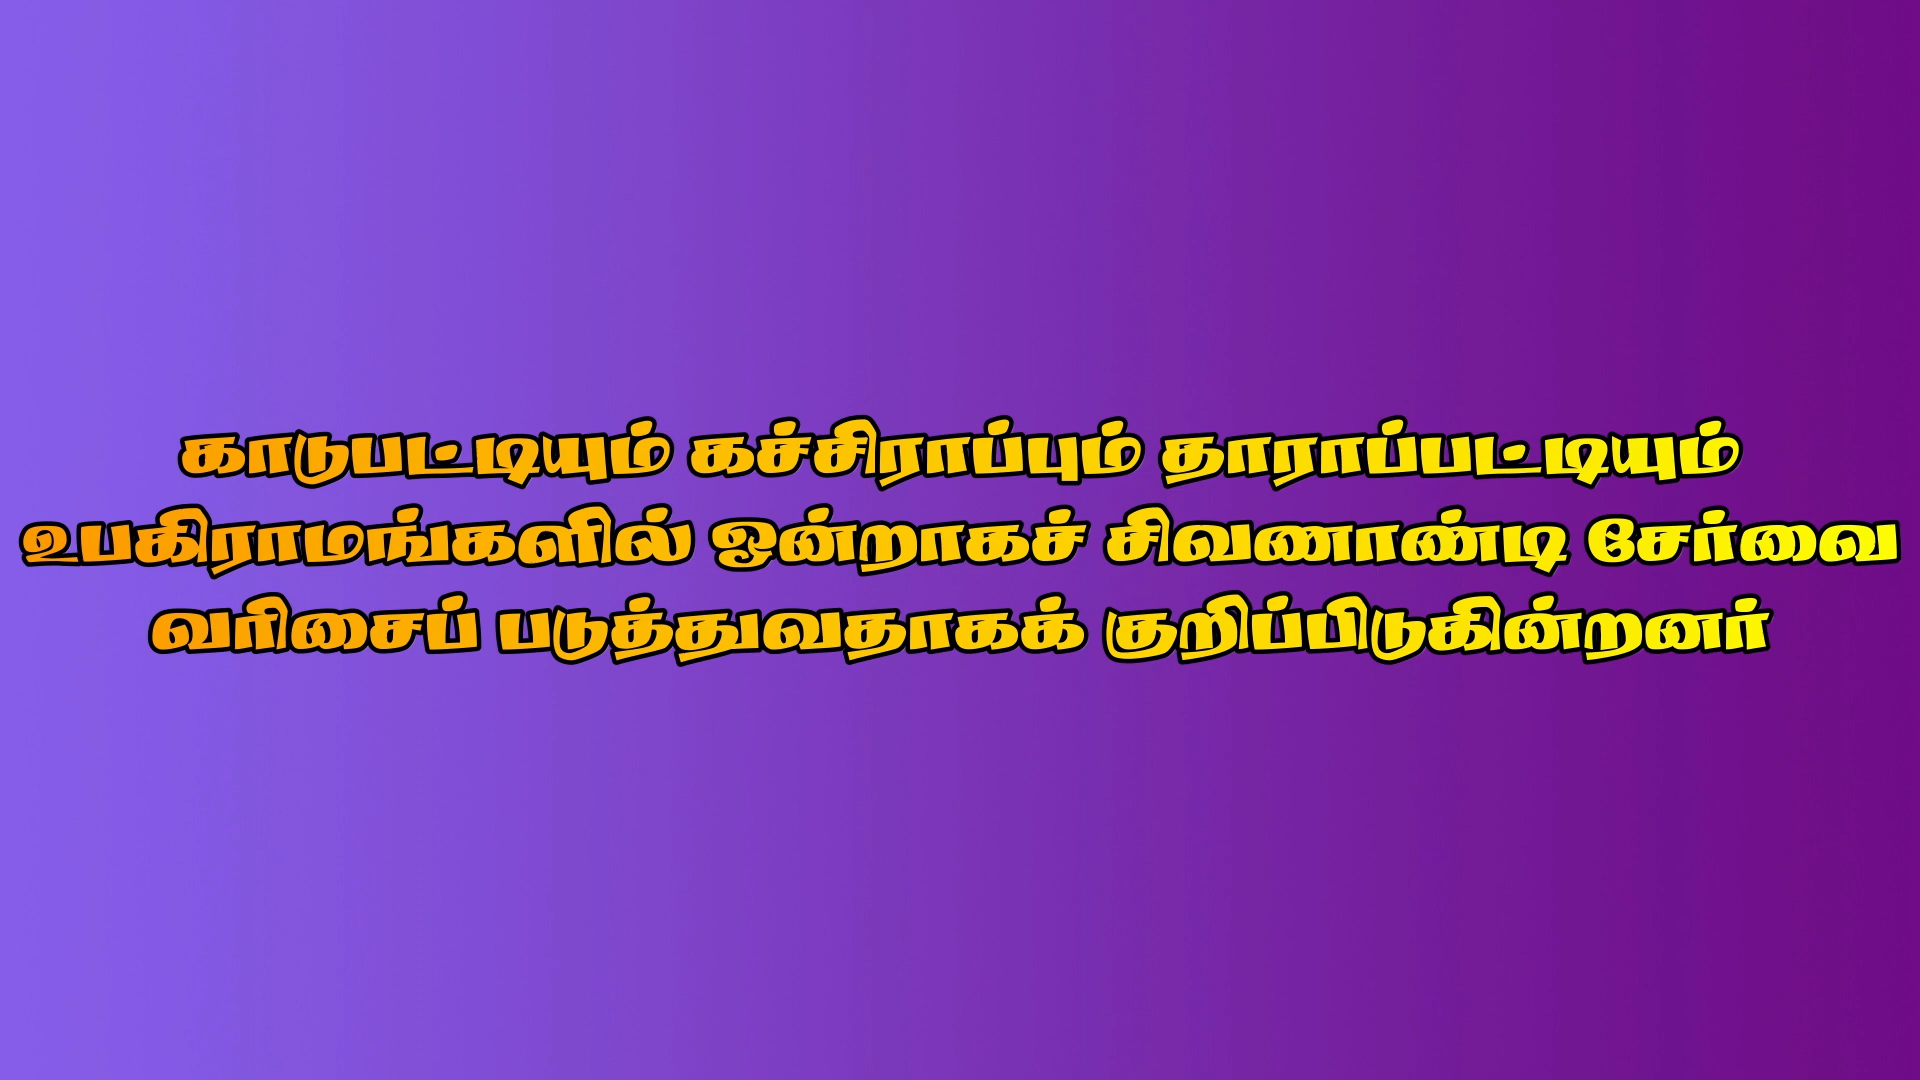 காடுபட்டியும் கச்சிராப்பும் தாராப்பட்டியும்
உபகிராமங்களில் ஒன்றாகச் சிவணாண்டி சேர்வை
வரிசைப் படுத்துவதாகக் குறிப்பிடுகின்றனர்